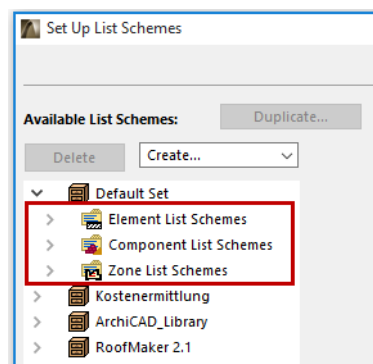 Set Up List Schemes
Available List Schemes: Duplicate...
Delete Create...
Default Set
Element List Schemes
Component List Schemes
Zone List Schemes
Kostenermittlung
ArchiCAD_Library
RoofMaker 2.1